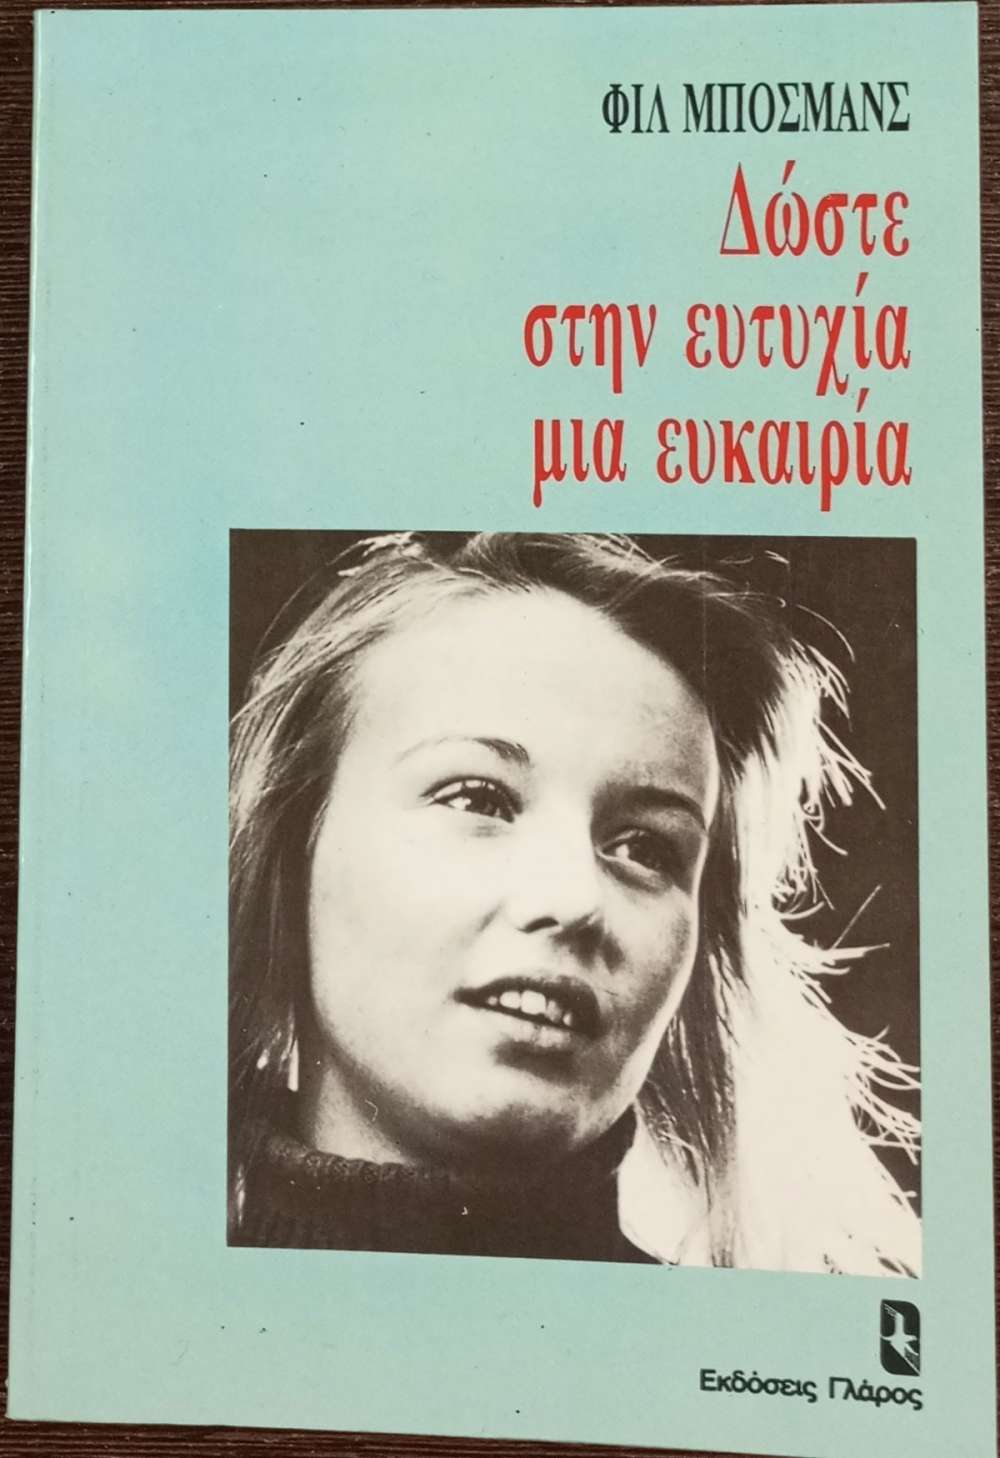 ΦΙΛ ΜΠΟΣΜΑΝΣ
Δώστε
στην ευτυχία
μια ευκαιρία
Εκδόσεις Γλάρος